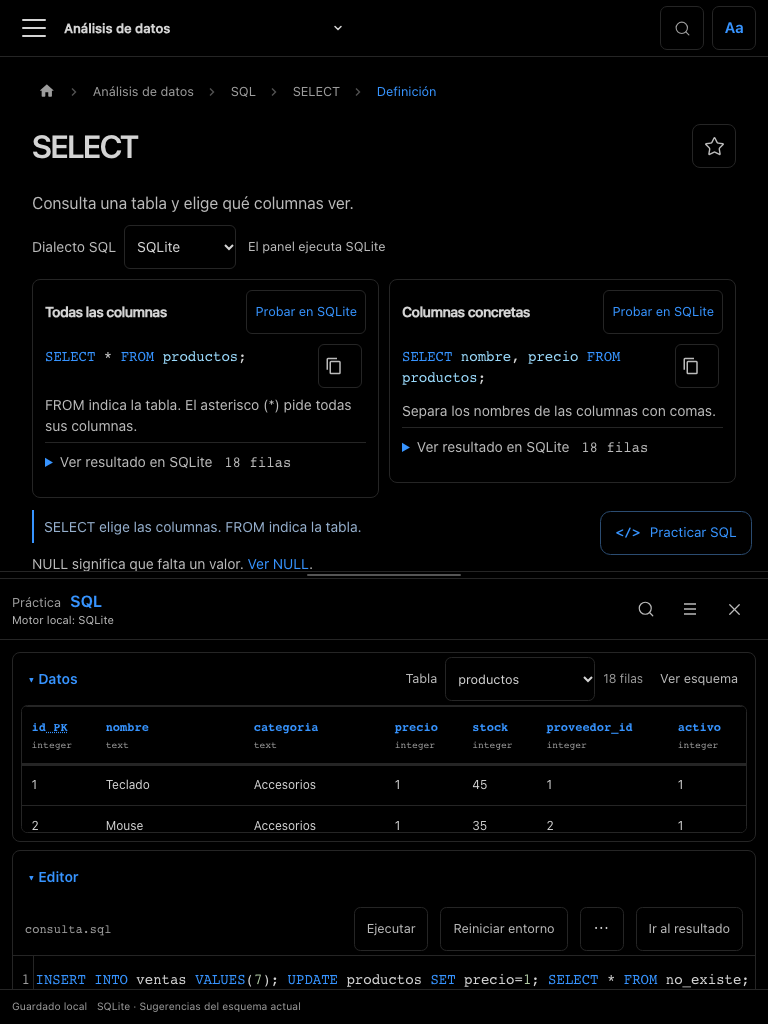 Análisis de datos
Aa
Análisis de datos
SQL
SELECT
Definición
SELECT
Consulta una tabla y elige qué columnas ver.
Dialecto SQL
SQLite
El panel ejecuta SQLite
Todas las columnas
Probar en SQLite
SELECT * FROM productos;
FROM indica la tabla. El asterisco (*) pide todas
sus columnas.
Ver resultado en SQLite 18 filas
Columnas concretas
Probar en SQLite
SELECT nombre, precio FROM
productos;
Separa los nombres de las columnas con comas.
Ver resultado en SQLite 18 filas
SELECT elige las columnas. FROM indica la tabla.
</> Practicar SQL
NULL significa que falta un valor. Ver NULL.
Práctica SQL
Motor local: SQLite
Datos
Tabla
productos
18 filas
Ver esquema
id PK nombre categoria precio stock proveedor_id activo
integer text text integer integer integer integer
1 Teclado Accesorios 1 45 1 1
2 Mouse Accesorios 1 35 2 1
Editor
consulta.sql
Ejecutar
Reiniciar entorno
···
Ir al resultado
1 INSERT INTO ventas VALUES(7); UPDATE productos SET precio=1; SELECT * FROM no_existe;
Guardado local SQLite · Sugerencias del esquema actual